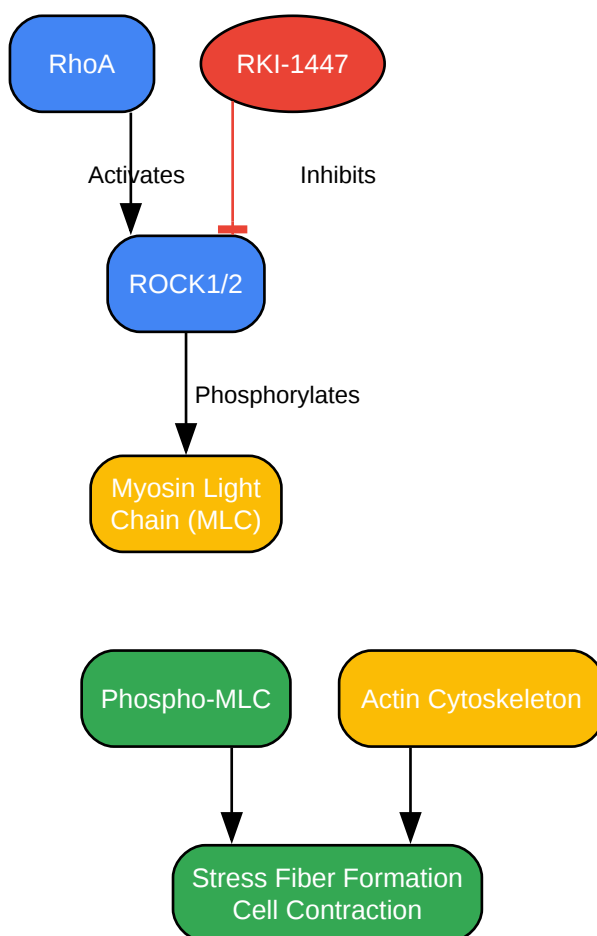 RhoA
RKI-1447
Activates
Inhibits
ROCK1/2
Phosphorylates
Myosin Light
Chain (MLC)
Phospho-MLC
Actin Cytoskeleton
Stress Fiber Formation
Cell Contraction